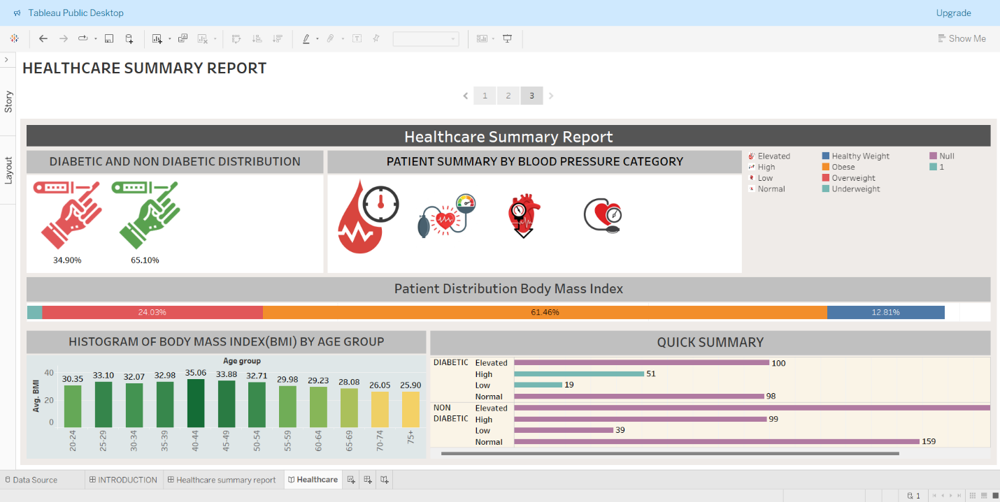 Tableau Public Desktop
Upgrade
Show Me
HEALTHCARE SUMMARY REPORT
1 2 3
Story
Layout
Healthcare Summary Report
DIABETIC AND NON DIABETIC DISTRIBUTION
34.90% 65.10%
PATIENT SUMMARY BY BLOOD PRESSURE CATEGORY
Elevated
High
Low
Normal
Healthy Weight
Obese
Overweight
Underweight
Null
1
Patient Distribution Body Mass Index
24.03% 61.46% 12.81%
HISTOGRAM OF BODY MASS INDEX(BMI) BY AGE GROUP
Age group
Avg. BMI
40
20
0
30.35 33.10 32.07 32.98 35.06 33.88 32.71 29.98 29.23 28.08 26.05 25.90
20-24 25-29 30-34 35-39 40-44 45-49 50-54 55-59 60-64 65-69 70-74 75+
QUICK SUMMARY
DIABETIC Elevated 100
High 51
Low 19
Normal 98
NON Elevated
DIABETIC High 99
Low 39
Normal 159
Data Source INTRODUCTION Healthcare summary report Healthcare
1